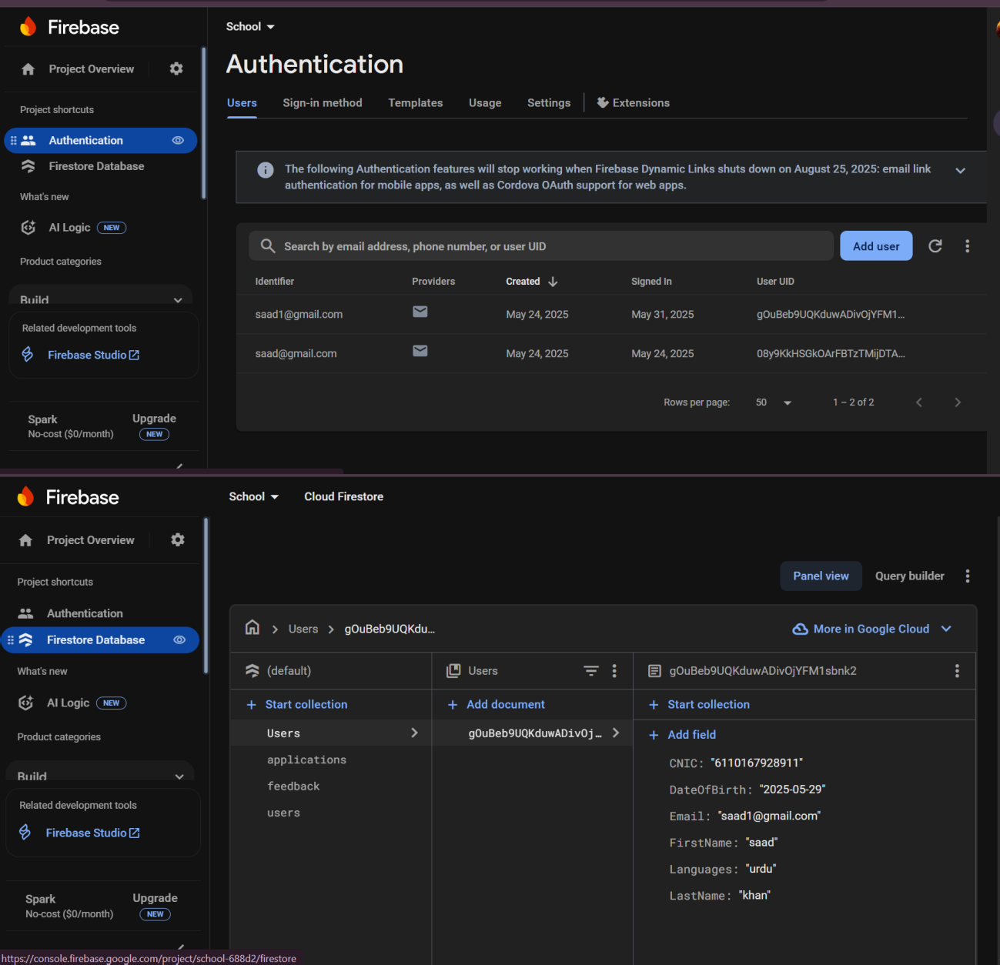 Firebase
School
Project Overview
Authentication
Users Sign-in method Templates Usage Settings Extensions
Project shortcuts
Authentication
Firestore Database
What's new
AI Logic NEW
Product categories
Build
Related development tools
Firebase Studio
Spark
No-cost ($0/month)
Upgrade
NEW
The following Authentication features will stop working when Firebase Dynamic Links shuts down on August 25, 2025: email link
authentication for mobile apps, as well as Cordova OAuth support for web apps.
Search by email address, phone number, or user UID
Add user
Identifier Providers Created Signed In User UID
saad1@gmail.com May 24, 2025 May 31, 2025 gOuBeb9UQKduwADivOjYFM1...
saad@gmail.com May 24, 2025 May 24, 2025 08y9KkHSGkOArFBTzTMijDTA...
Rows per page: 50 1 – 2 of 2
Firebase
School Cloud Firestore
Project Overview
Project shortcuts
Authentication
Firestore Database
What's new
AI Logic NEW
Product categories
Build
Related development tools
Firebase Studio
Spark
No-cost ($0/month)
Upgrade
NEW
Panel view Query builder
Users gOuBeb9UQKdu...
More in Google Cloud
(default)
Start collection
Users
applications
feedback
users
Users
Add document
gOuBeb9UQKduwADivOj...
gOuBeb9UQKduwADivOjYFM1sbnk2
Start collection
Add field
CNIC: "6110167928911"
DateOfBirth: "2025-05-29"
Email: "saad1@gmail.com"
FirstName: "saad"
Languages: "urdu"
LastName: "khan"
https://console.firebase.google.com/project/school-688d2/firestore